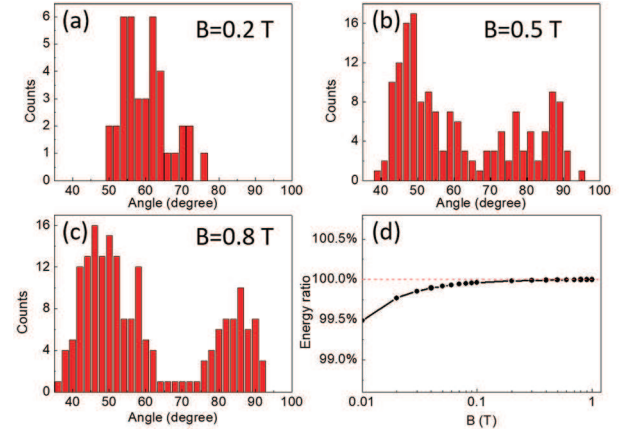 (a) B=0.2 T
6
5
4
3
2
1
0
Counts
40 50 60 70 80 90 100
Angle (degree)
(b) B=0.5 T
16
12
8
4
0
Counts
40 50 60 70 80 90 100
Angle (degree)
(c) B=0.8 T
16
12
8
4
0
Counts
40 50 60 70 80 90 100
Angle (degree)
(d)
100.5%
100.0%
99.5%
99.0%
Energy ratio
0.01 0.1 1
B (T)